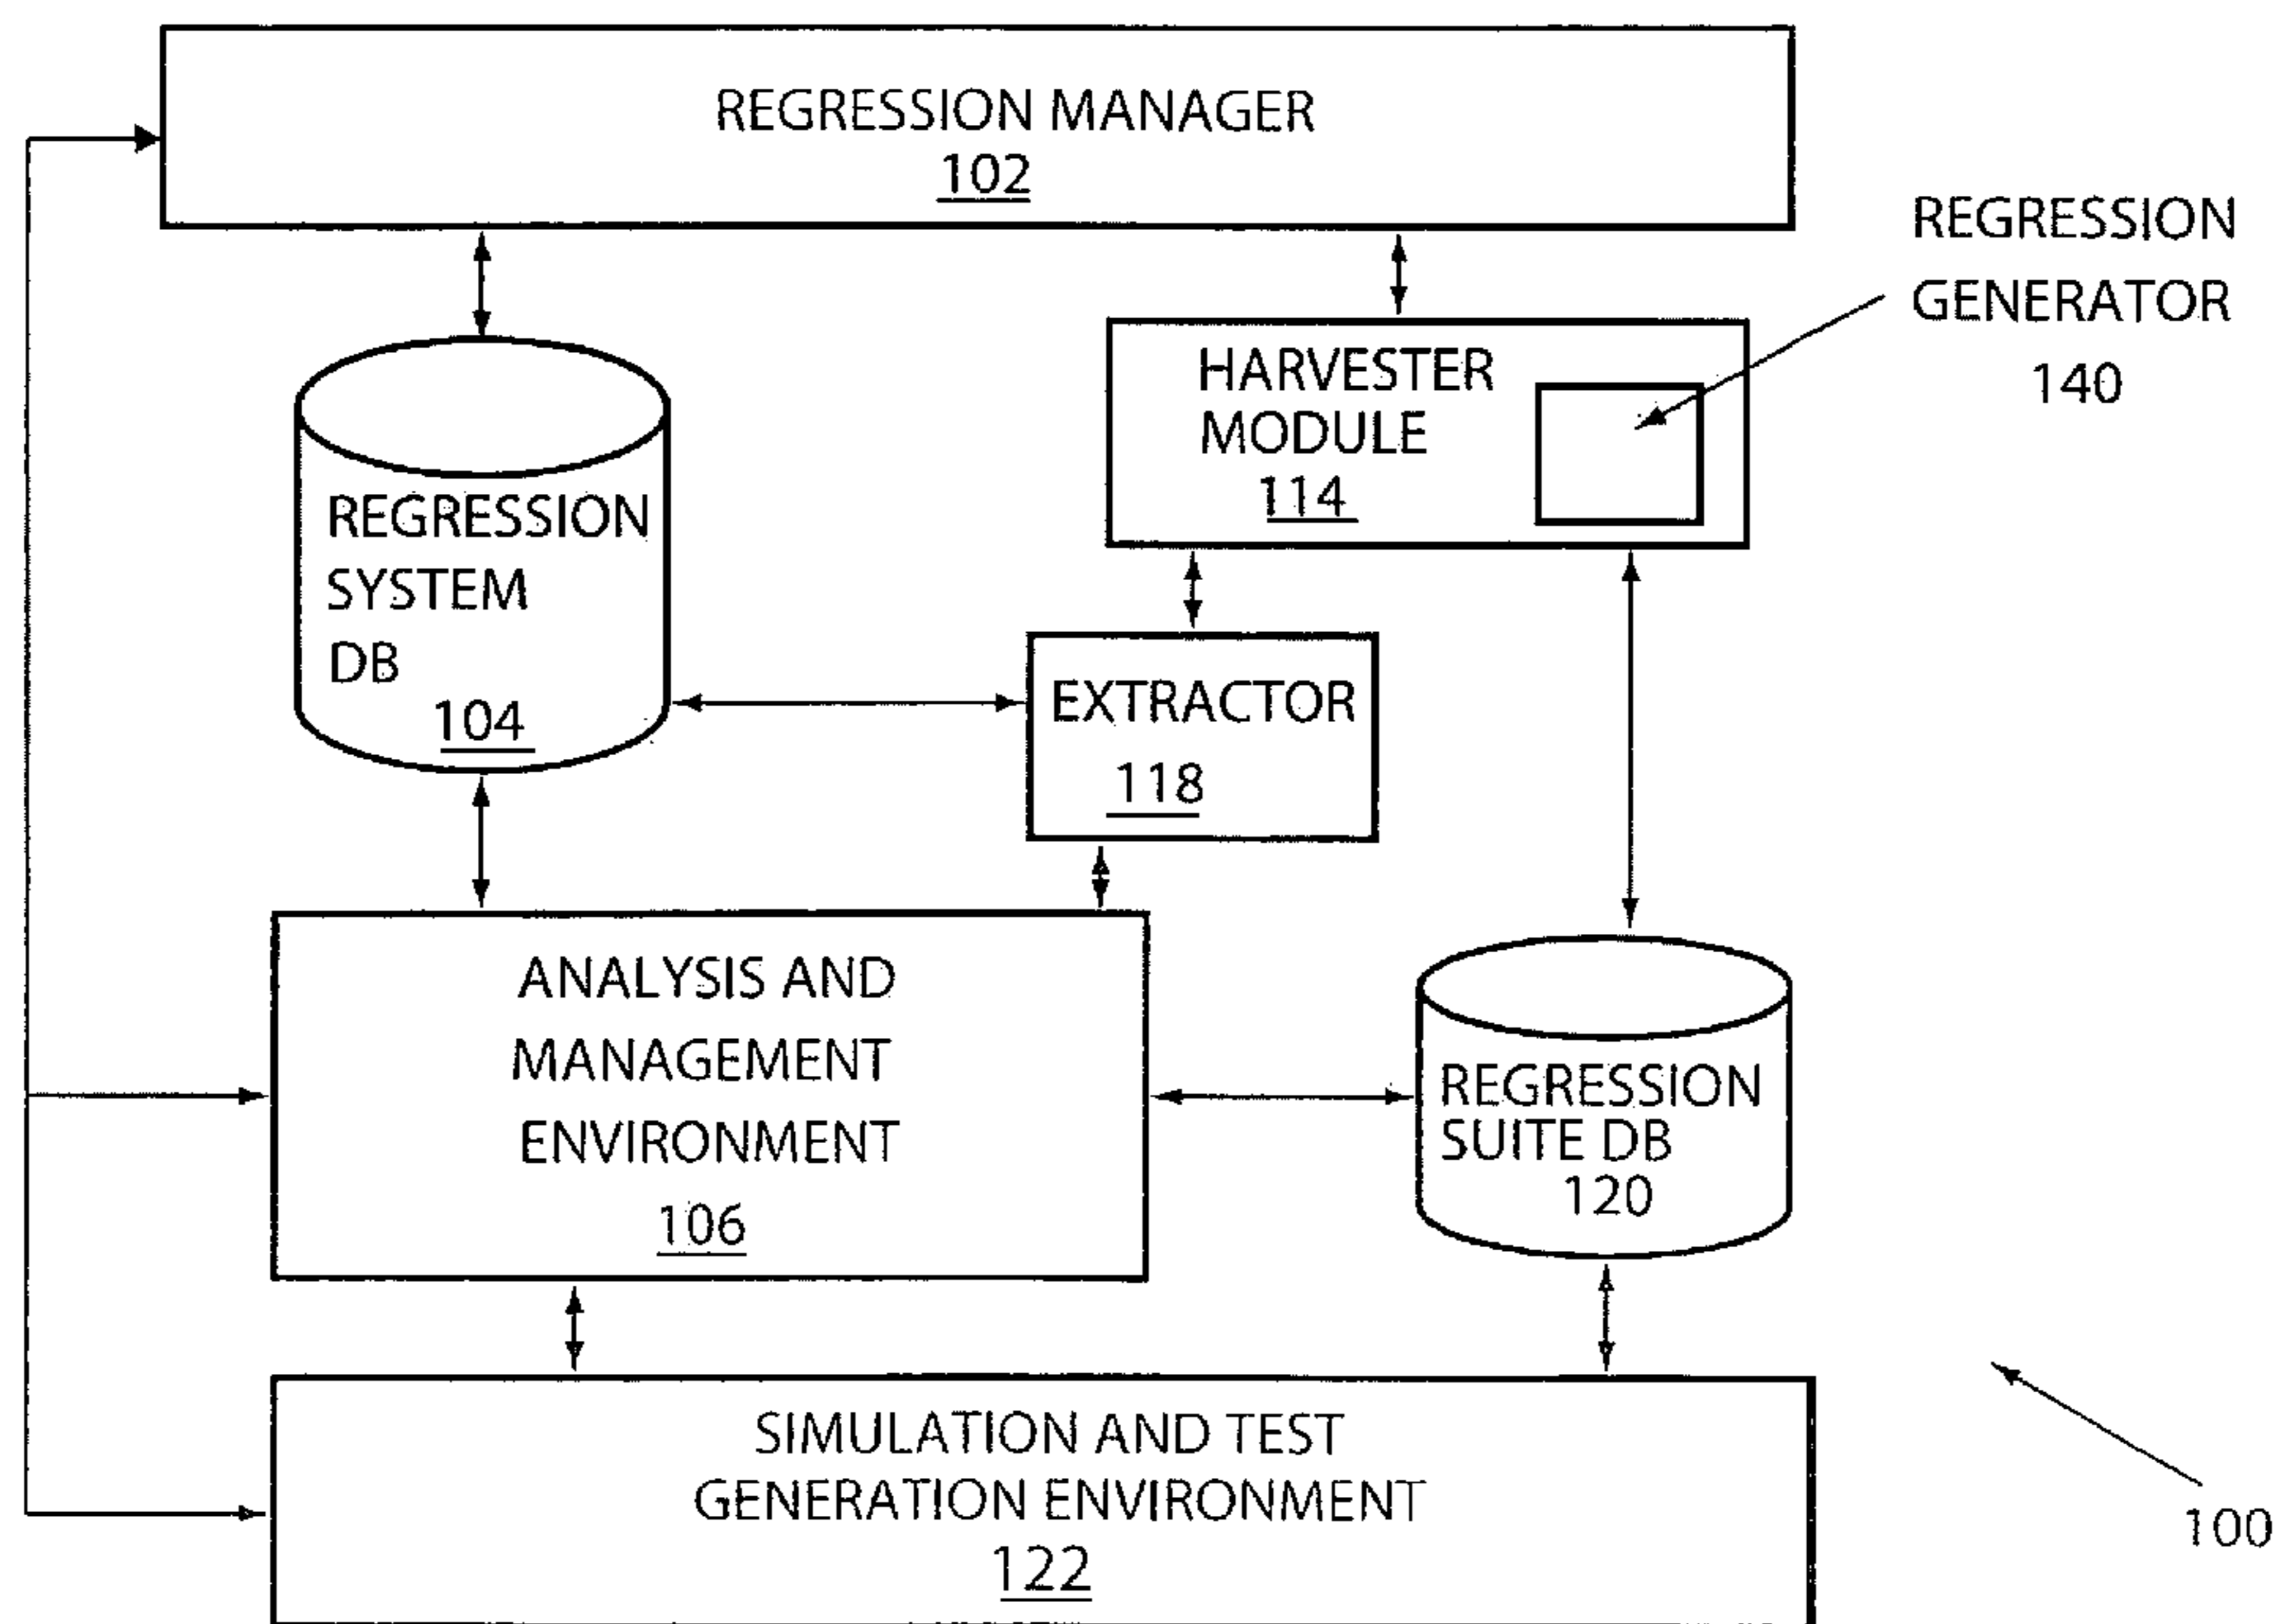 REGRESSION MANAGER
102
REGRESSION
GENERATOR
140
HARVESTER
MODULE
114
REGRESSION
SYSTEM
DB
104
EXTRACTOR
118
ANALYSIS AND
MANAGEMENT
ENVIRONMENT
106
REGRESSION
SUITE DB
120
SIMULATION AND TEST
GENERATION ENVIRONMENT
122
100